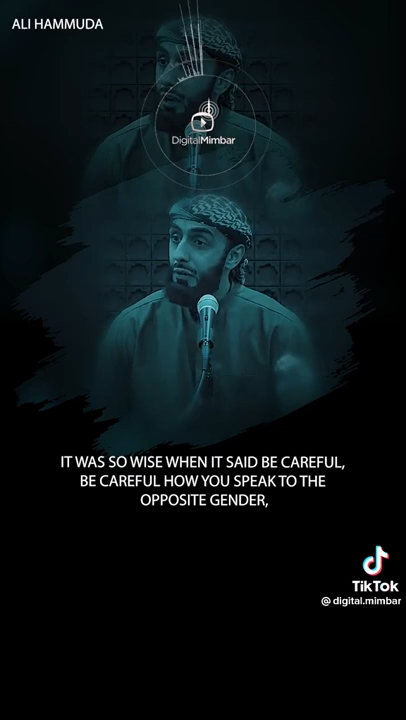 ALI HAMMUDA
DigitalMimbar
IT WAS SO WISE WHEN IT SAID BE CAREFUL,
BE CAREFUL HOW YOU SPEAK TO THE
OPPOSITE GENDER,
TikTok
@ digital.mimbar